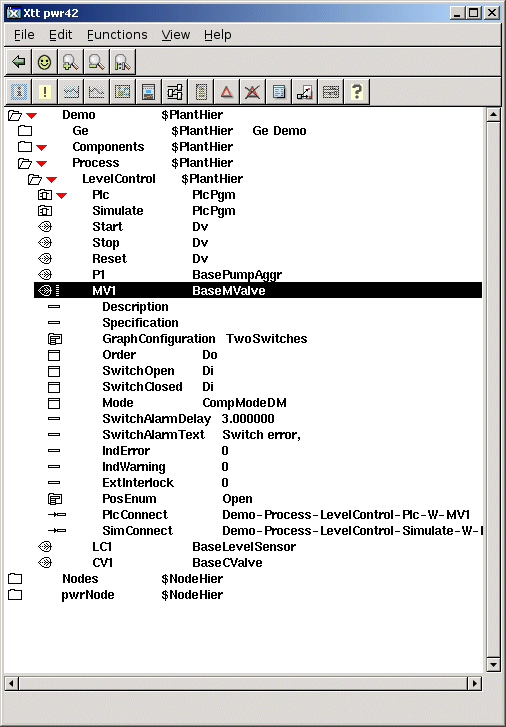 Xtt pwr42
File Edit Functions View Help
Demo $PlantHier
Ge $PlantHier Ge Demo
Components $PlantHier
Process $PlantHier
LevelControl $PlantHier
Plc PlcPgm
Simulate PlcPgm
Start Dv
Stop Dv
Reset Dv
P1 BasePumpAggr
MV1 BaseMValve
Description
Specification
GraphConfiguration TwoSwitches
Order Do
SwitchOpen Di
SwitchClosed Di
Mode CompModeDM
SwitchAlarmDelay 3.000000
SwitchAlarmText Switch error,
IndError 0
IndWarning 0
ExtInterlock 0
PosEnum Open
PlcConnect Demo-Process-LevelControl-Plc-W-MV1
SimConnect Demo-Process-LevelControl-Simulate-W-
LC1 BaseLevelSensor
CV1 BaseCValve
Nodes $NodeHier
pwrNode $NodeHier